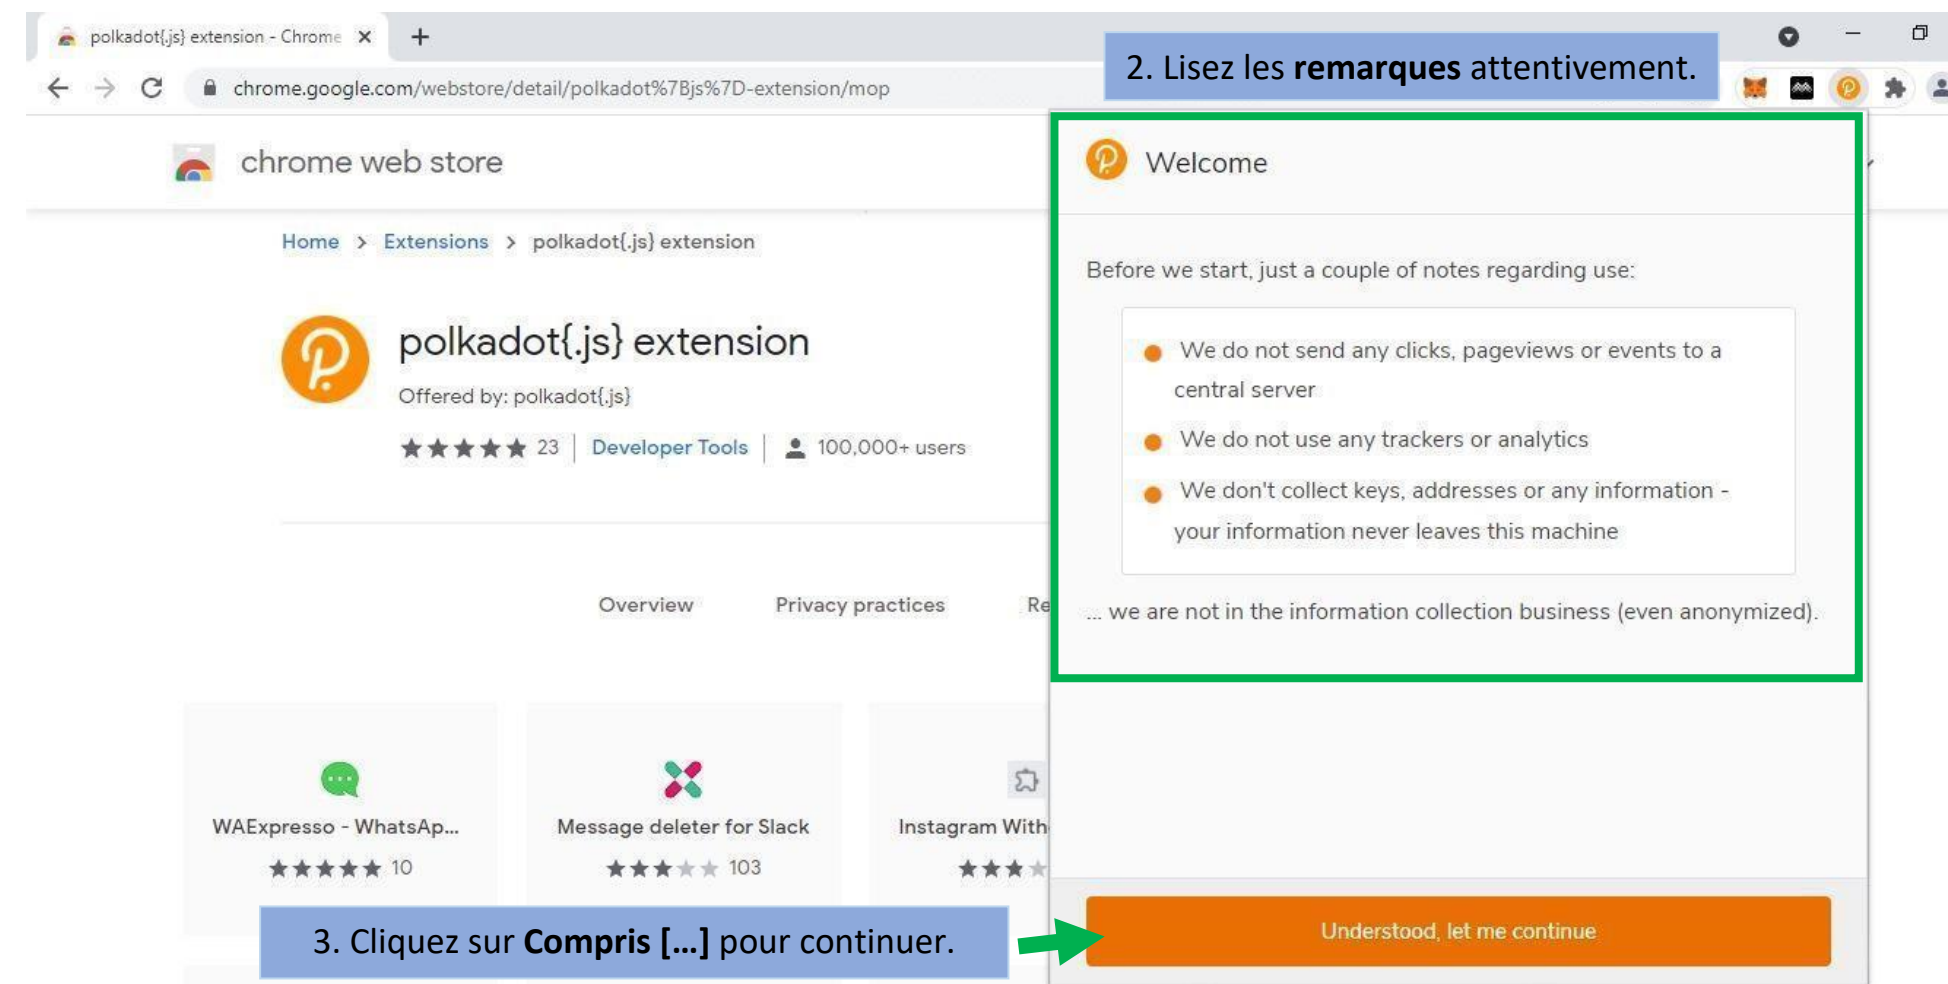 polkadot{.js} extension - Chrome
2. Lisez les remarques attentivement.
chrome.google.com/webstore/detail/polkadot%7Bjs%7D-extension/mop
chrome web store
Home > Extensions > polkadot{.js} extension
polkadot{.js} extension
Offered by: polkadot{.js}
23 | Developer Tools | 100,000+ users
Overview Privacy practices Re
WAExpresso - WhatsAp...
10
Message deleter for Slack
103
Instagram With
Welcome
Before we start, just a couple of notes regarding use:
We do not send any clicks, pageviews or events to a
central server
We do not use any trackers or analytics
We don't collect keys, addresses or any information -
your information never leaves this machine
... we are not in the information collection business (even anonymized).
3. Cliquez sur Compris [...] pour continuer.
Understood, let me continue